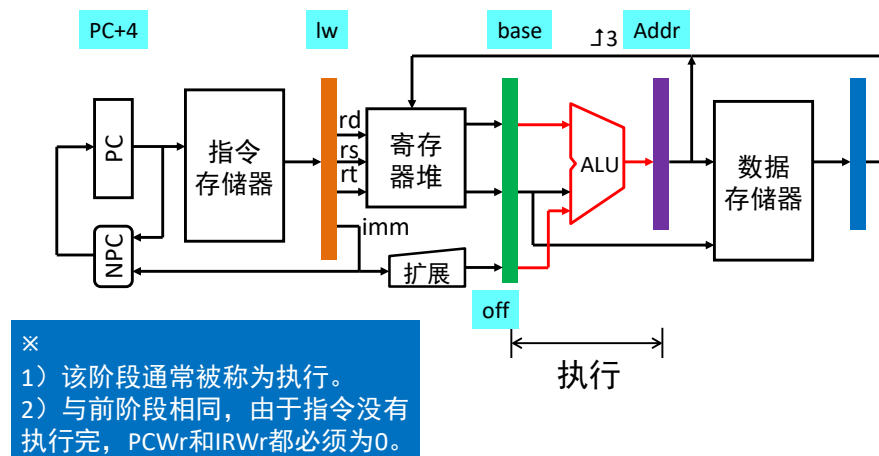 PC+4
lw
base
3
Addr
PC
指令
存储器
rd
rs
rt
寄存
器堆
ALU
数据
存储器
imm
NPC
扩展
off
执行
※
1）该阶段通常被称为执行。
2）与前阶段相同，由于指令没有
执行完，PCWr和IRWr都必须为0。